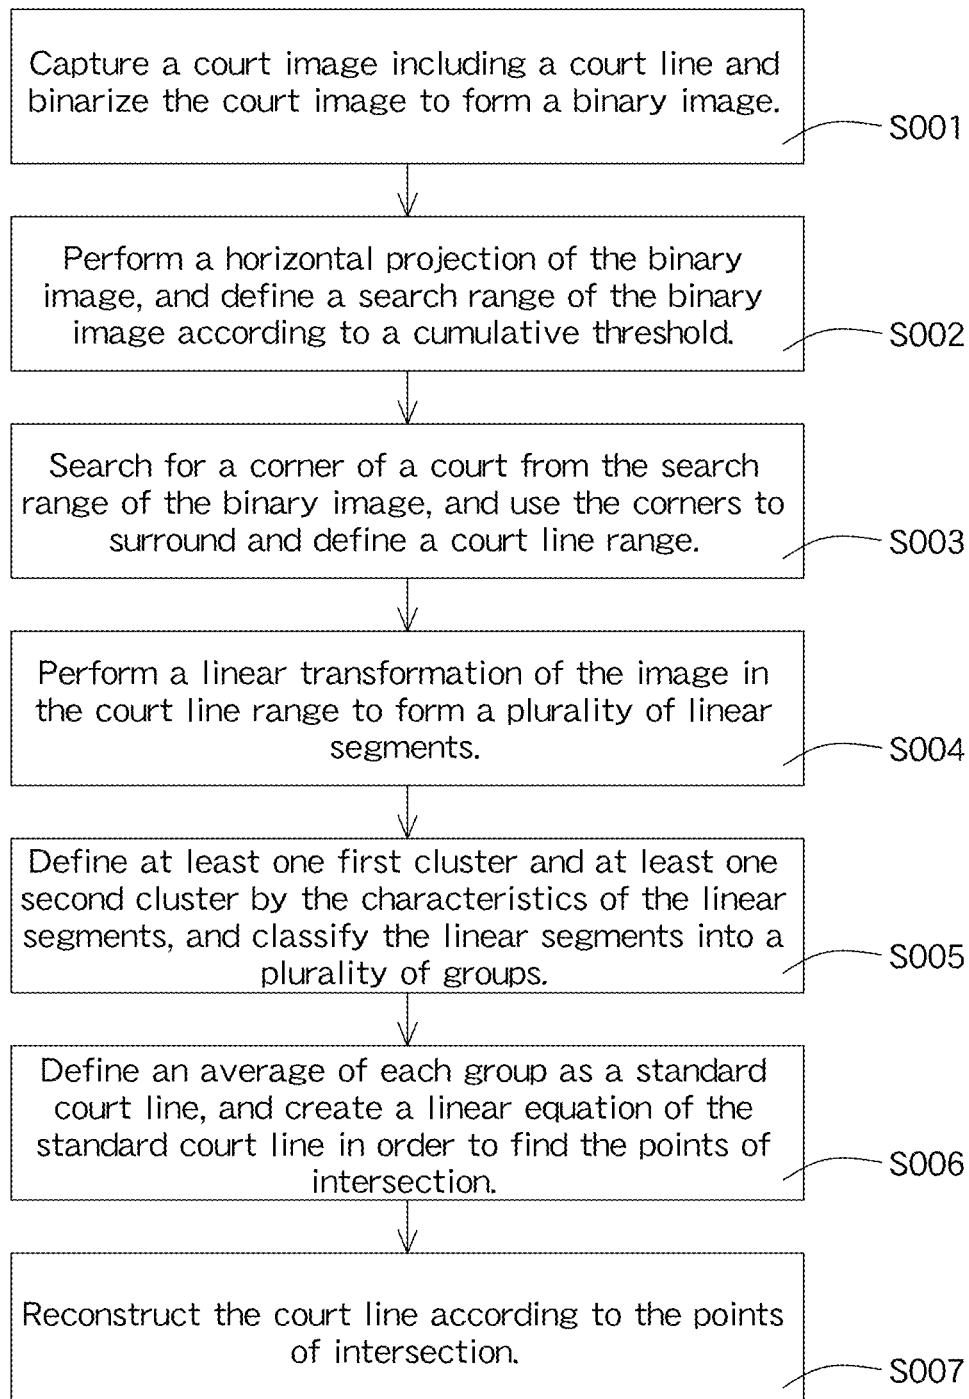 Capture a court image including a court line and
binarize the court image to form a binary image.
S001
Perform a horizontal projection of the binary
image, and define a search range of the binary
image according to a cumulative threshold.
S002
Search for a corner of a court from the search
range of the binary image, and use the corners to
surround and define a court line range.
S003
Perform a linear transformation of the image in
the court line range to form a plurality of linear
segments.
S004
Define at least one first cluster and at least one
second cluster by the characteristics of the linear
segments, and classify the linear segments into a
plurality of groups.
S005
Define an average of each group as a standard
court line, and create a linear equation of the
standard court line in order to find the points of
intersection.
S006
Reconstruct the court line according to the points
of intersection.
S007